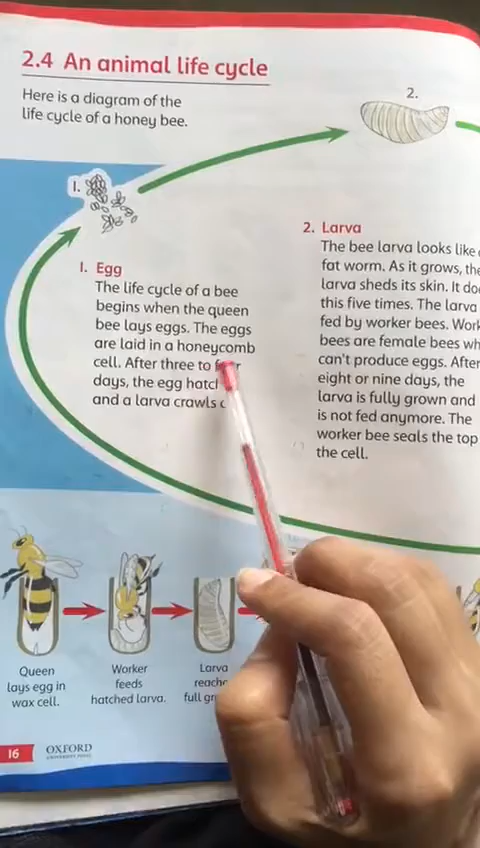 2.4 An animal life cycle
Here is a diagram of the
life cycle of a honey bee.
2.
1.
1. Egg
The life cycle of a bee
begins when the queen
bee lays eggs. The eggs
are laid in a honeycomb
cell. After three to
days, the egg
and a larva crawls
2. Larva
The bee larva looks like
fat worm. As it grows,
larva sheds its skin. It
this five times. The larva
fed by worker bees.
bees are female bees
can't produce eggs. After
eight or nine days, the
larva is fully grown and
is not fed anymore. The
worker bee seals the top
the cell.
Queen
lays egg in
wax cell.
Worker
feeds
hatched larva.
Larva
full
16
OXFORD
UNIVERSITY PRESS